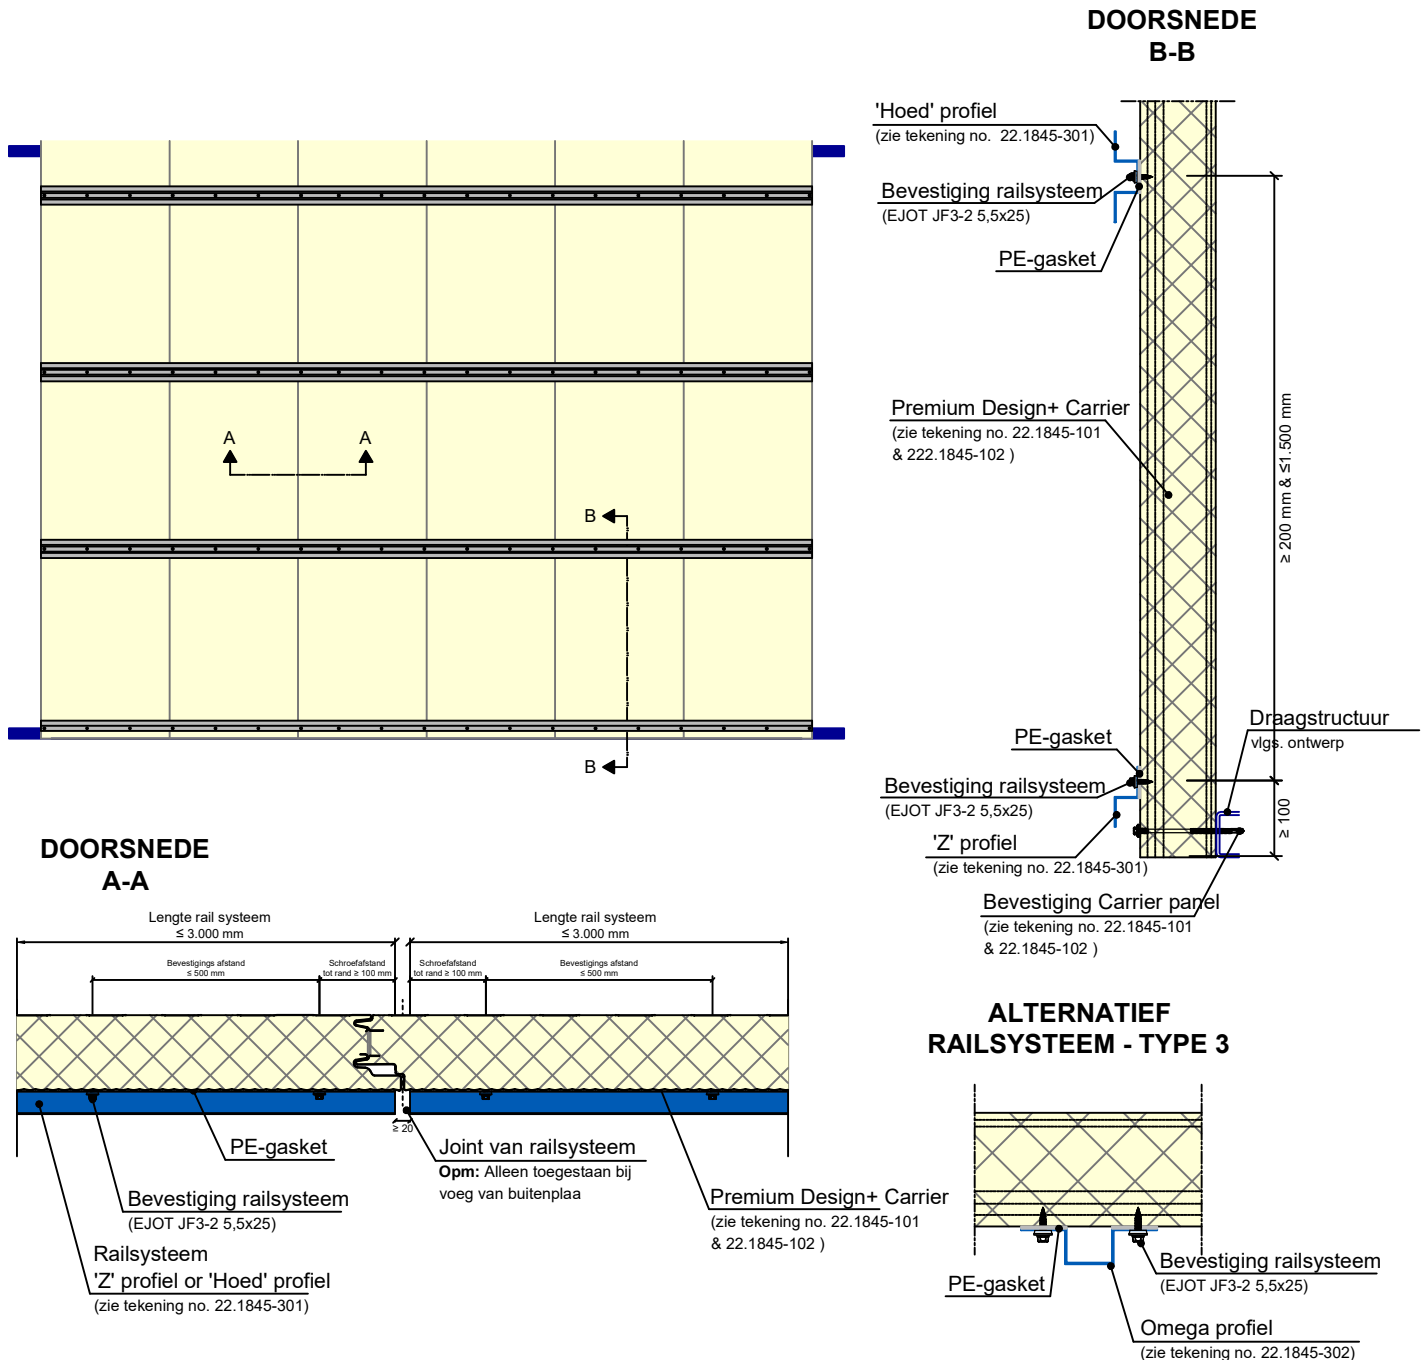 DOORSNEDE
B-B
'Hoed' profiel
(zie tekening no.  22.1845-301)
Bevestiging railsysteem
(EJOT JF3-2 5,5x25)
PE-gasket
Premium Design+ Carrier
(zie tekening no. 22.1845-101
& 222.1845-102 )
≥ 200 mm & ≤1.500 mm
A
A
B
B
PE-gasket
Bevestiging railsysteem
(EJOT JF3-2 5,5x25)
'Z' profiel
(zie tekening no. 22.1845-301)
Draagstructuur
vlgs. ontwerp
≥ 100
Bevestiging Carrier panel
(zie tekening no. 22.1845-101
& 22.1845-102 )
DOORSNEDE
A-A
Lengte rail systeem
≤ 3.000 mm
Lengte rail systeem
≤ 3.000 mm
Bevestigings afstand
≤ 500 mm
Schroefafstand
tot rand ≥ 100 mm
Schroefafstand
tot rand ≥ 100 mm
Bevestigings afstand
≤ 500 mm
≥ 20
PE-gasket
Joint van railsysteem
Opm: Alleen toegestaan bij
voeg van buitenplaa
Bevestiging railsysteem
(EJOT JF3-2 5,5x25)
Premium Design+ Carrier
(zie tekening no. 22.1845-101
& 22.1845-102 )
Railsysteem
'Z' profiel or 'Hoed' profiel
(zie tekening no. 22.1845-301)
ALTERNATIEF
RAILSYSTEEM - TYPE 3
PE-gasket
Bevestiging railsysteem
(EJOT JF3-2 5,5x25)
Omega profiel
(zie tekening no. 22.1845-302)